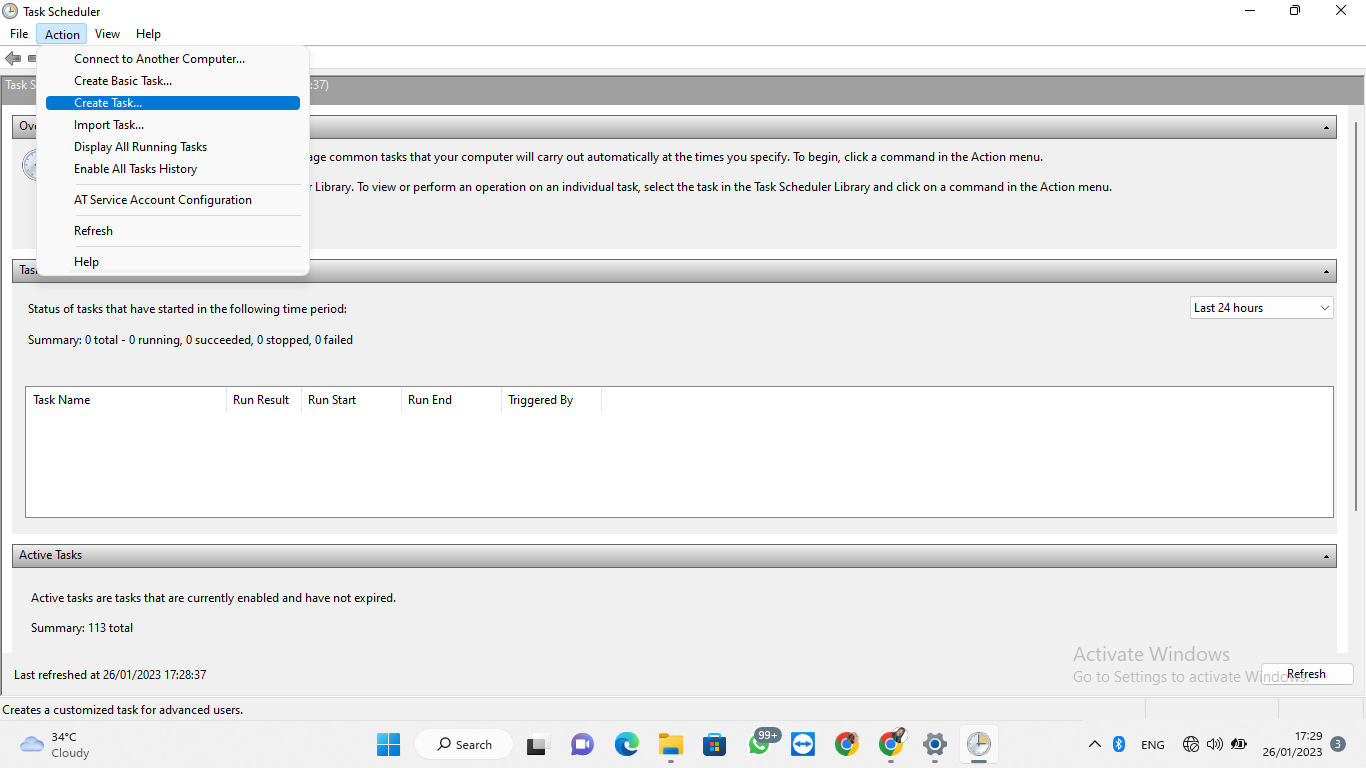 Task Scheduler
File Action View Help
Connect to Another Computer...
Create Basic Task...
Create Task...
Import Task...
Display All Running Tasks
Enable All Tasks History
AT Service Account Configuration
Refresh
Help
Task S :37)
Ov
age common tasks that your computer will carry out automatically at the times you specify. To begin, click a command in the Action menu.
r Library. To view or perform an operation on an individual task, select the task in the Task Scheduler Library and click on a command in the Action menu.
Tas
Status of tasks that have started in the following time period:
Last 24 hours
Summary: 0 total - 0 running, 0 succeeded, 0 stopped, 0 failed
Task Name Run Result Run Start Run End Triggered By
Active Tasks
Active tasks are tasks that are currently enabled and have not expired.
Summary: 113 total
Last refreshed at 26/01/2023 17:28:37
Refresh
Activate Windows
Go to Settings to activate Windows.
Creates a customized task for advanced users.
34°C
Cloudy
Search
99+
ENG
17:29
26/01/2023
3